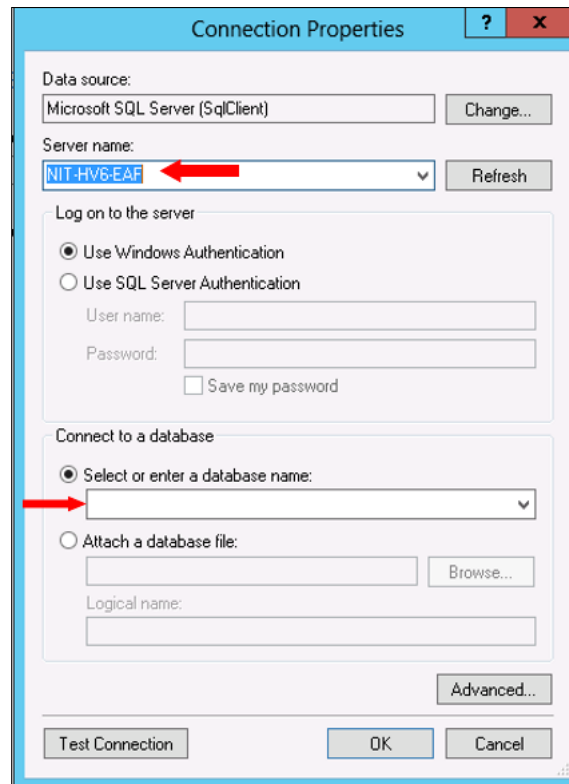 Connection Properties
? x
Data source:
Microsoft SQL Server (SqlClient)
Change...
Server name:
NIT-HV6-EAF
Refresh
Log on to the server
Use Windows Authentication
Use SQL Server Authentication
User name:
Password:
Save my password
Connect to a database
Select or enter a database name:
Attach a database file:
Browse...
Logical name:
Advanced...
Test Connection OK Cancel